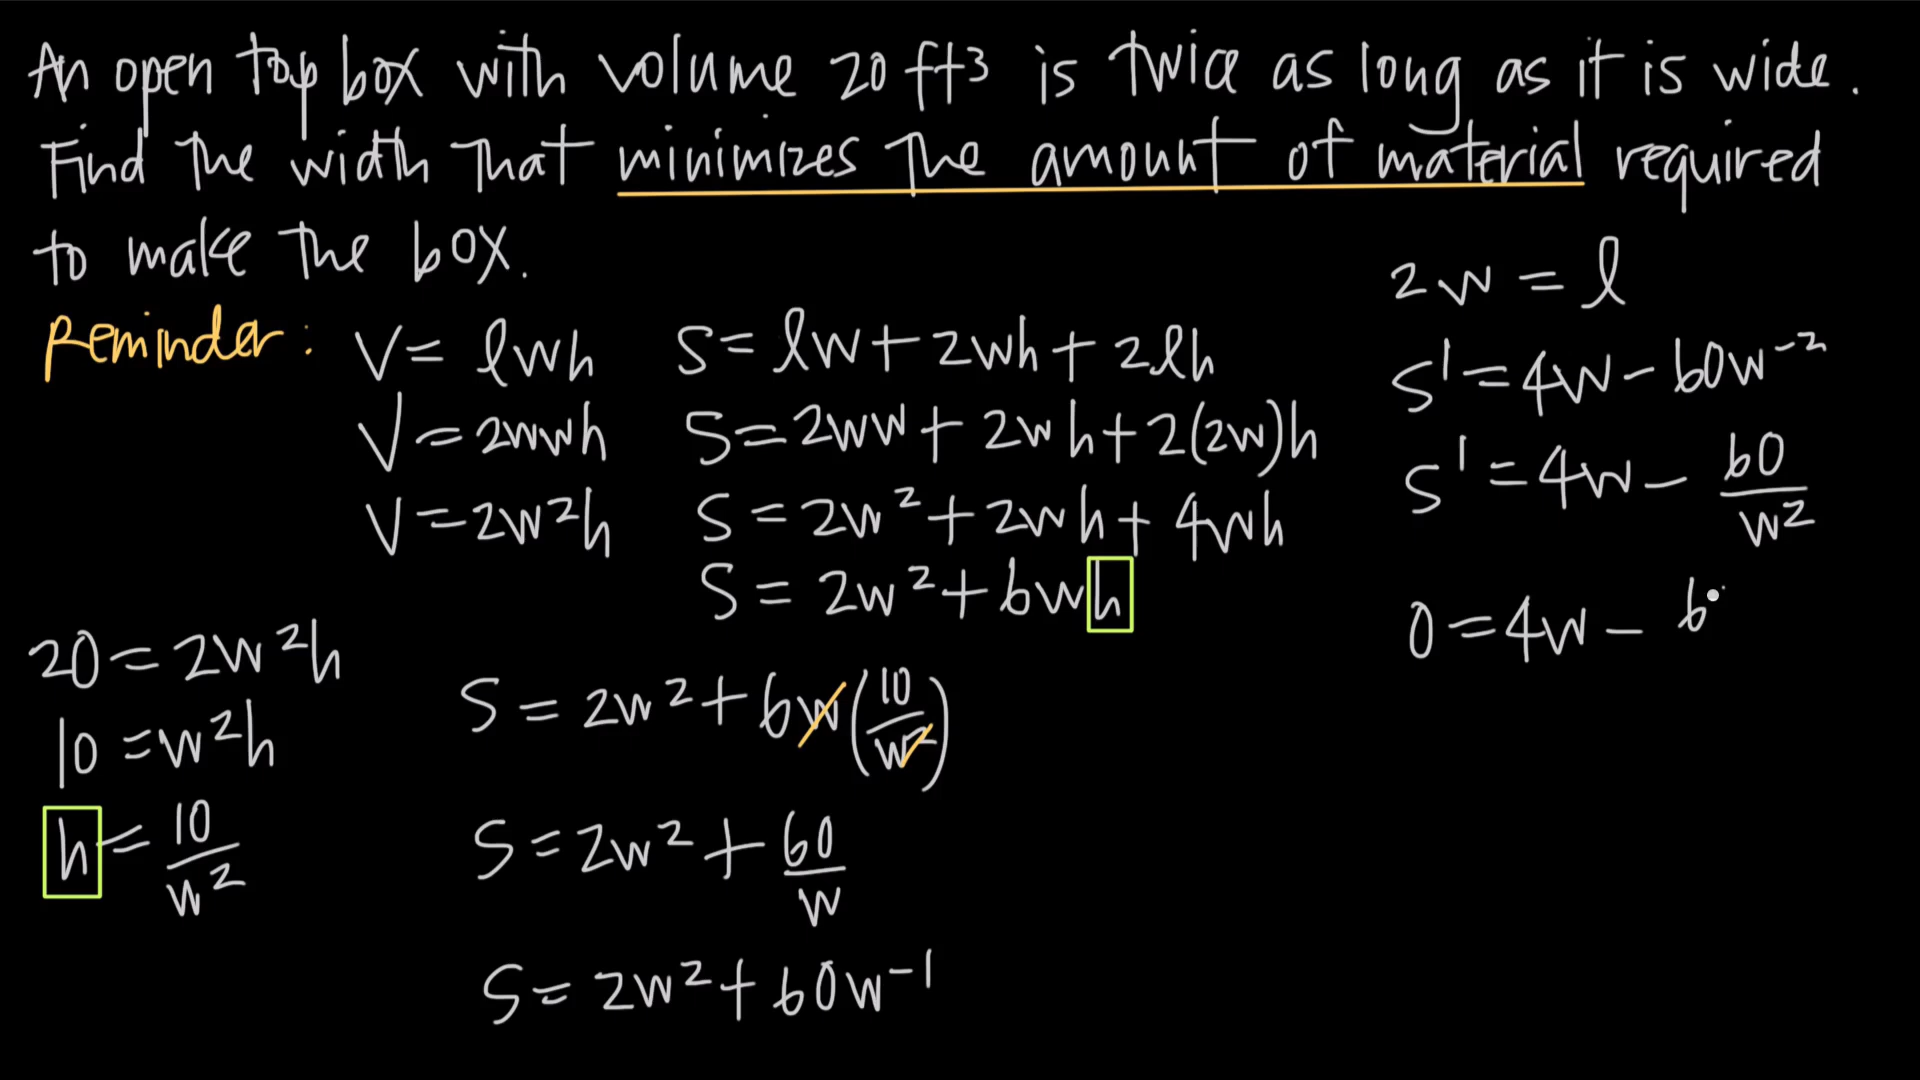 An open top box with volume 20 ft3 is twice as long as it is wide.
Find the width that minimizes the amount of material required
to make the box.
Reminder:
V = lwh
V = 2wwh
V = 2w²h
S = lw + 2wh + 2lh
S = 2ww + 2wh + 2(2w)h
S = 2w² + 2wh + 4wh
S = 2w² + 6wh
2w = l
S' = 4w - 60w⁻²
S' = 4w - 60/w²
0 = 4w - 6
20 = 2w²h
10 = w²h
h = 10/w²
S = 2w² + 6w(10/w²)
S = 2w² + 60/w
S = 2w² + 60w⁻¹